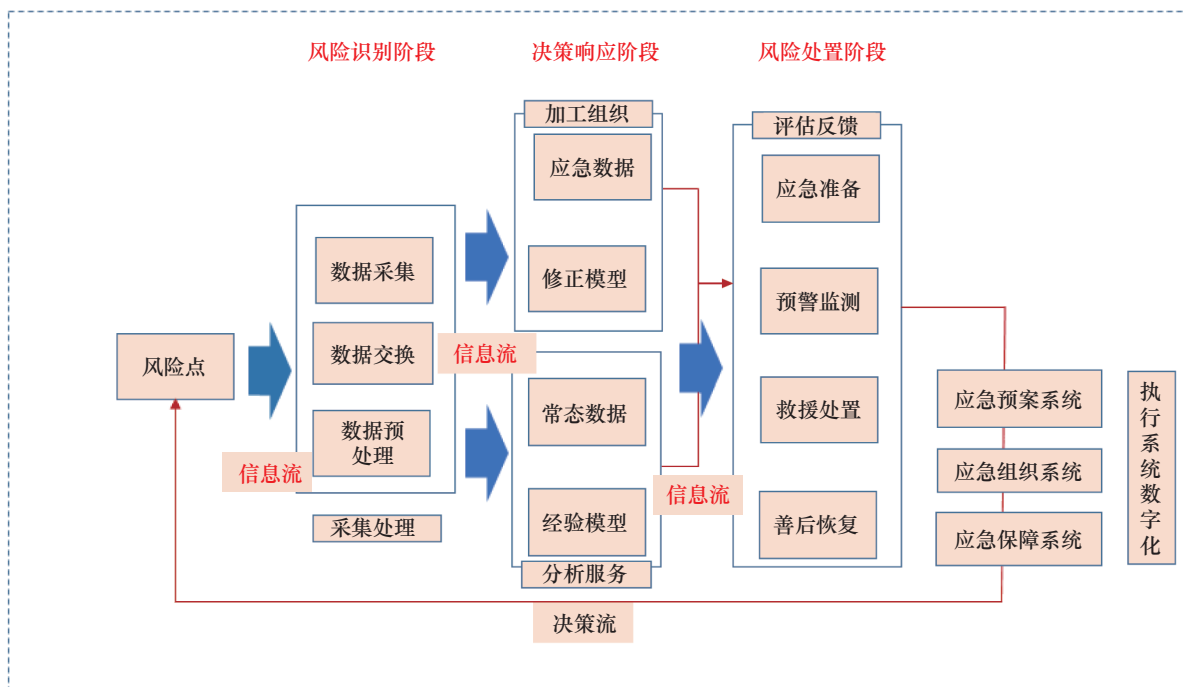 风险识别阶段
决策响应阶段
风险处置阶段
加工组织
应急数据
修正模型
评估反馈
应急准备
预警监测
救援处置
善后恢复
数据采集
数据交换
数据预
处理
采集处理
风险点
信息流
信息流
信息流
常态数据
经验模型
分析服务
应急预案系统
应急组织系统
应急保障系统
执行系统数字化
决策流